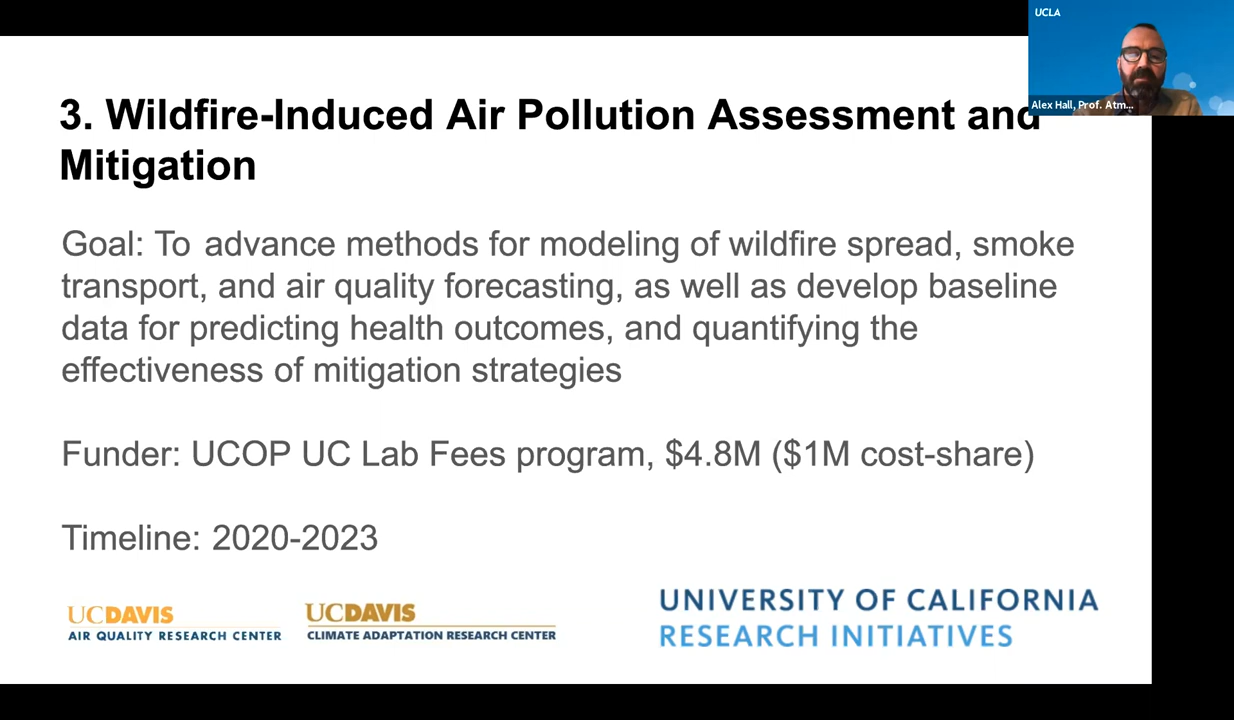 UCLA
Alex Hall, Prof. Atm...
3. Wildfire-Induced Air Pollution Assessment and
Mitigation
Goal: To advance methods for modeling of wildfire spread, smoke
transport, and air quality forecasting, as well as develop baseline
data for predicting health outcomes, and quantifying the
effectiveness of mitigation strategies
Funder: UCOP UC Lab Fees program, $4.8M ($1M cost-share)
Timeline: 2020-2023
UCDAVIS
AIR QUALITY RESEARCH CENTER
UCDAVIS
CLIMATE ADAPTATION RESEARCH CENTER
UNIVERSITY OF CALIFORNIA
RESEARCH INITIATIVES